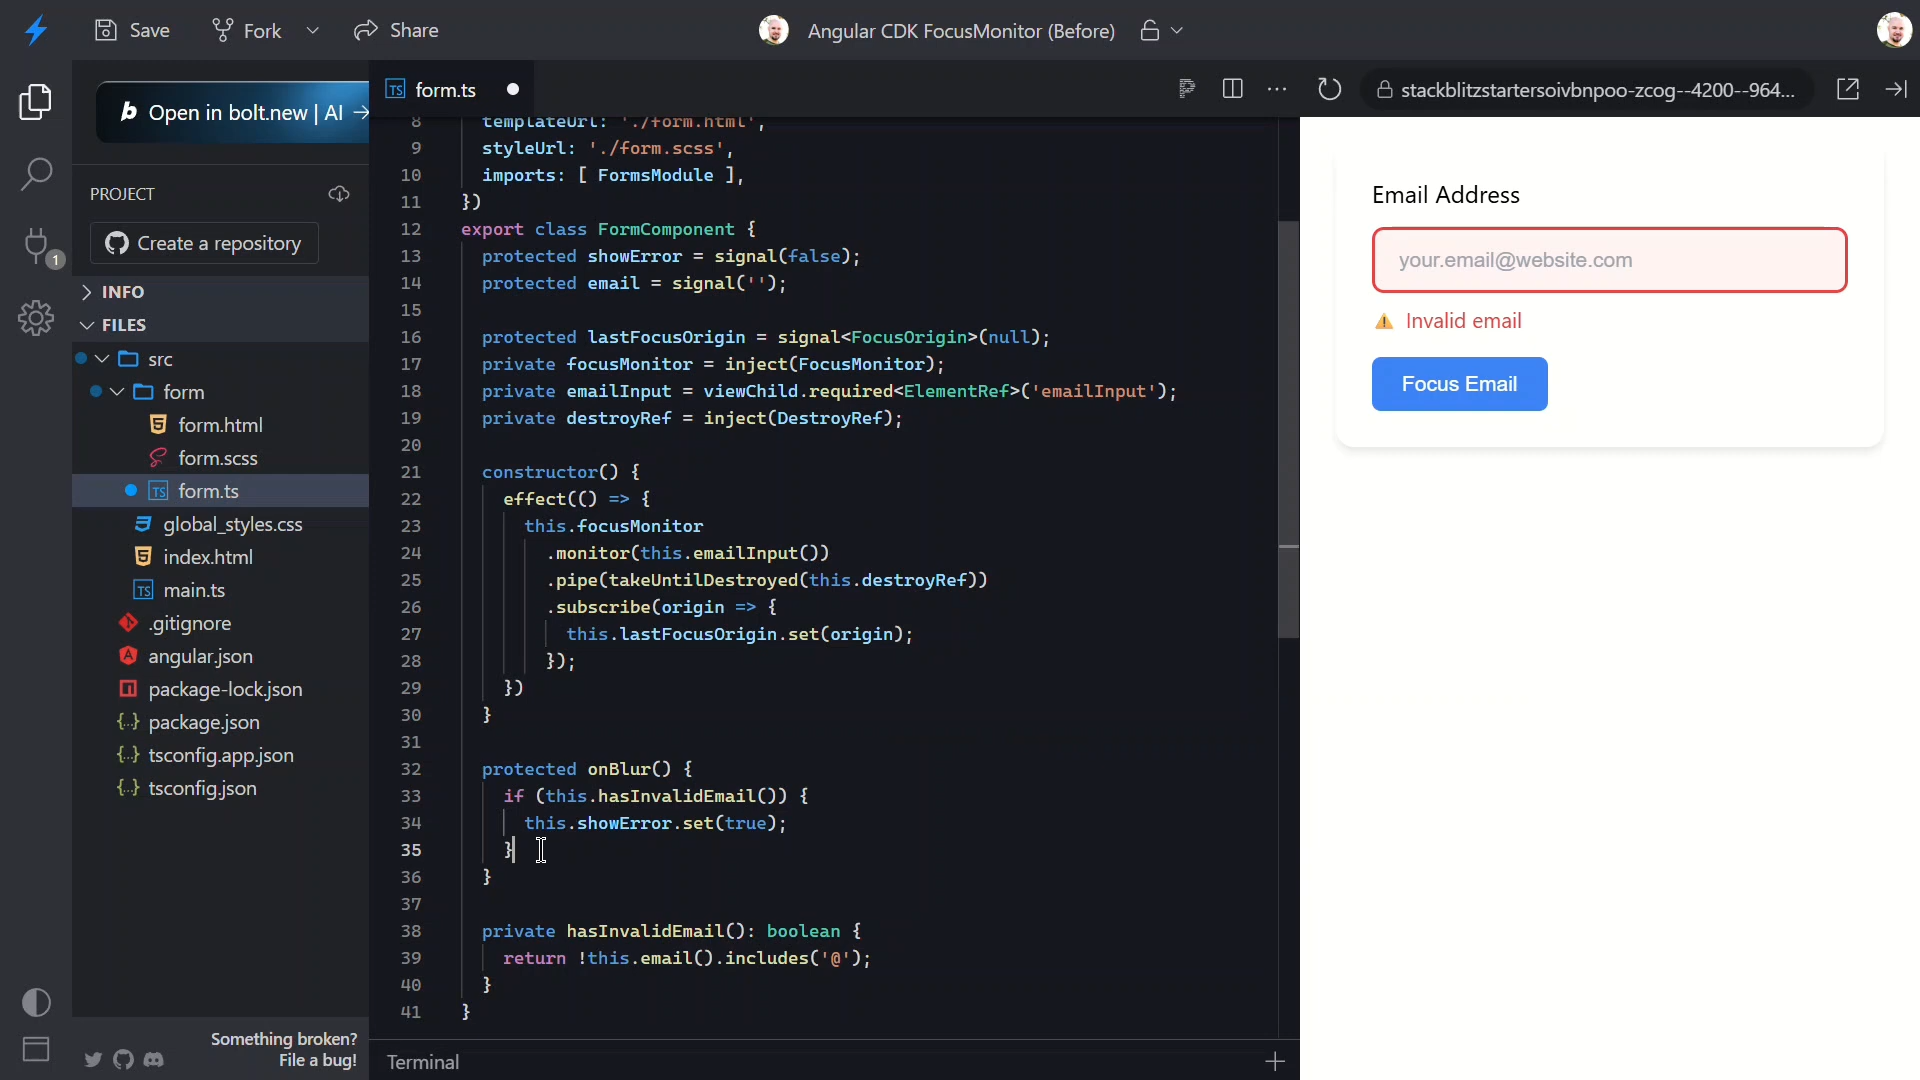 Save
Fork
Share
Angular CDK FocusMonitor (Before)
b Open in bolt.new | AI →
TS form.ts
stackblitzstartersoivbnpoo-zcog--4200--964...
PROJECT
Create a repository
1
INFO
FILES
src
form
form.html
form.scss
TS form.ts
global_styles.css
index.html
TS main.ts
.gitignore
angular.json
package-lock.json
{..} package.json
{..} tsconfig.app.json
{..} tsconfig.json
Something broken?
File a bug!
8 templateUrl: './form.html',
9 styleUrl: './form.scss',
10 imports: [ FormsModule ],
11 })
12 export class FormComponent {
13 protected showError = signal(false);
14 protected email = signal('');
15
16 protected lastFocusOrigin = signal<FocusOrigin>(null);
17 private focusMonitor = inject(FocusMonitor);
18 private emailInput = viewChild.required<ElementRef>('emailInput');
19 private destroyRef = inject(DestroyRef);
20
21 constructor() {
22 effect(() => {
23 this.focusMonitor
24 .monitor(this.emailInput())
25 .pipe(takeUntilDestroyed(this.destroyRef))
26 .subscribe(origin => {
27 this.lastFocusOrigin.set(origin);
28 });
29 })
30 }
31
32 protected onBlur() {
33 if (this.hasInvalidEmail()) {
34 this.showError.set(true);
35 }
36 }
37
38 private hasInvalidEmail(): boolean {
39 return !this.email().includes('@');
40 }
41 }
Terminal
Email Address
your.email@website.com
Invalid email
Focus Email